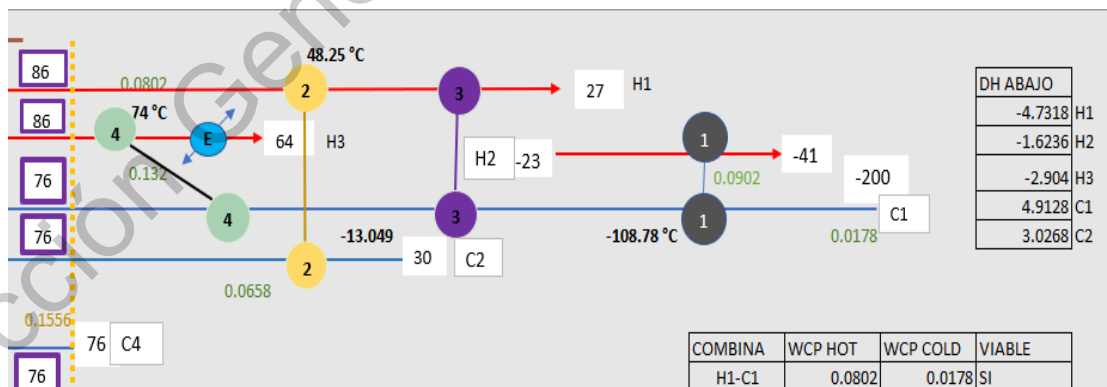 cción Gene
86
0.0802
48.25 °C
2
3
27
H1
86
4
74 °C
E
64
H3
0.132
H2
-23
1
-41
0.0902
-200
76
4
3
1
C1
76
-13.049
-108.78 °C
0.0178
2
30
C2
0.0658
0.1556
76
C4
76
DH ABAJO
-4.7318 H1
-1.6236 H2
-2.904 H3
4.9128 C1
3.0268 C2
COMBINA WCP HOT WCP COLD VIABLE
H1-C1 0.0802 0.0178 SI